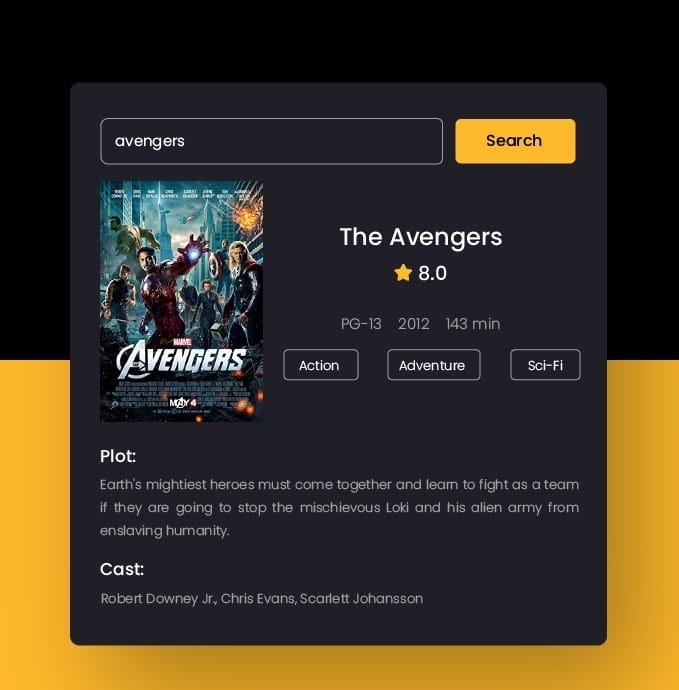 avengers
Search
The Avengers
8.0
PG-13 2012 143 min
Action Adventure Sci-Fi
MARVEL
AVENGERS
MAY 4
Plot:
Earth's mightiest heroes must come together and learn to fight as a team
if they are going to stop the mischievous Loki and his alien army from
enslaving humanity.
Cast:
Robert Downey Jr., Chris Evans, Scarlett Johansson